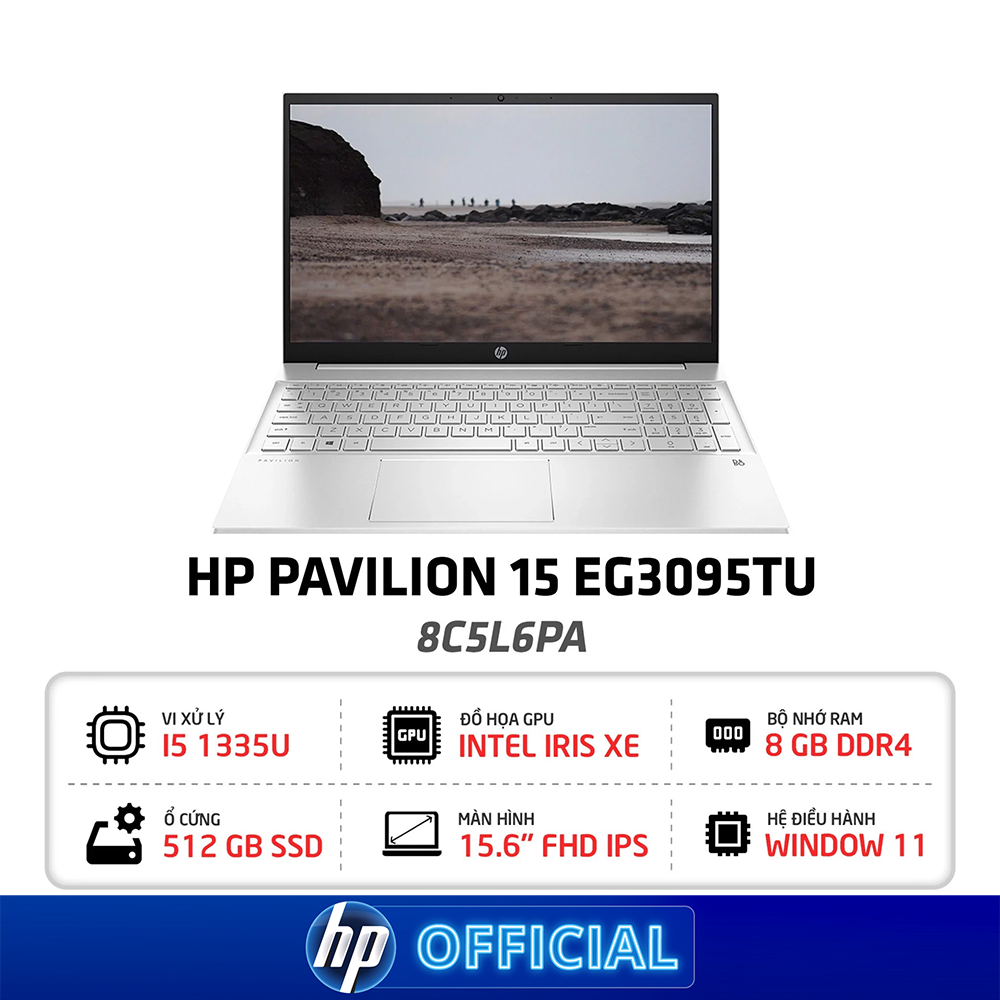 hp
PAVILION
B&O
HP PAVILION 15 EG3095TU
8C5L6PA
VI XỬ LÝ
I5 1335U
ĐỒ HỌA GPU
GPU
INTEL IRIS XE
BỘ NHỚ RAM
8 GB DDR4
Ổ CỨNG
512 GB SSD
MÀN HÌNH
15.6” FHD IPS
HỆ ĐIỀU HÀNH
WINDOW 11
hp OFFICIAL